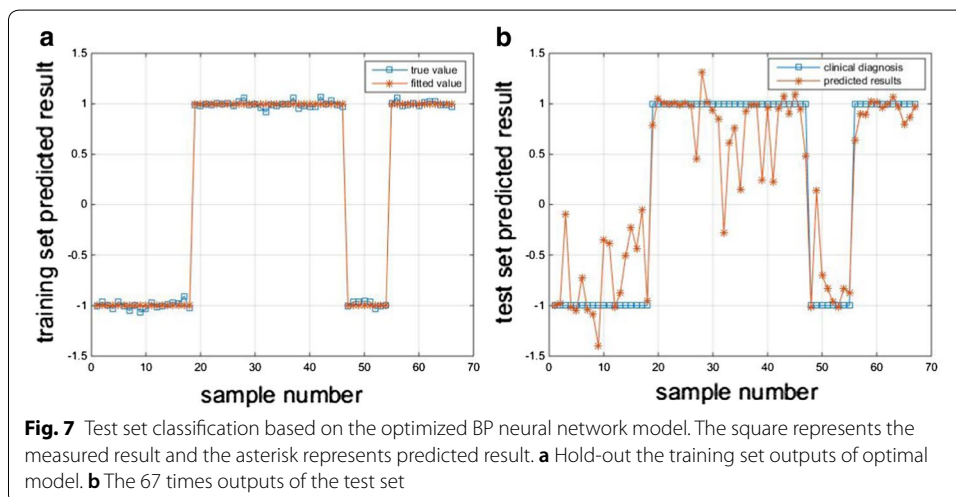 a
training set predicted result
1.5
1
0.5
0
-0.5
-1
-1.5
true value
fitted value
0 10 20 30 40 50 60 70
sample number
b
test set predicted result
1.5
1
0.5
0
-0.5
-1
-1.5
clinical diagnosis
predicted results
0 10 20 30 40 50 60 70
sample number
Fig. 7 Test set classification based on the optimized BP neural network model. The square represents the
measured result and the asterisk represents predicted result. a Hold-out the training set outputs of optimal
model. b The 67 times outputs of the test set